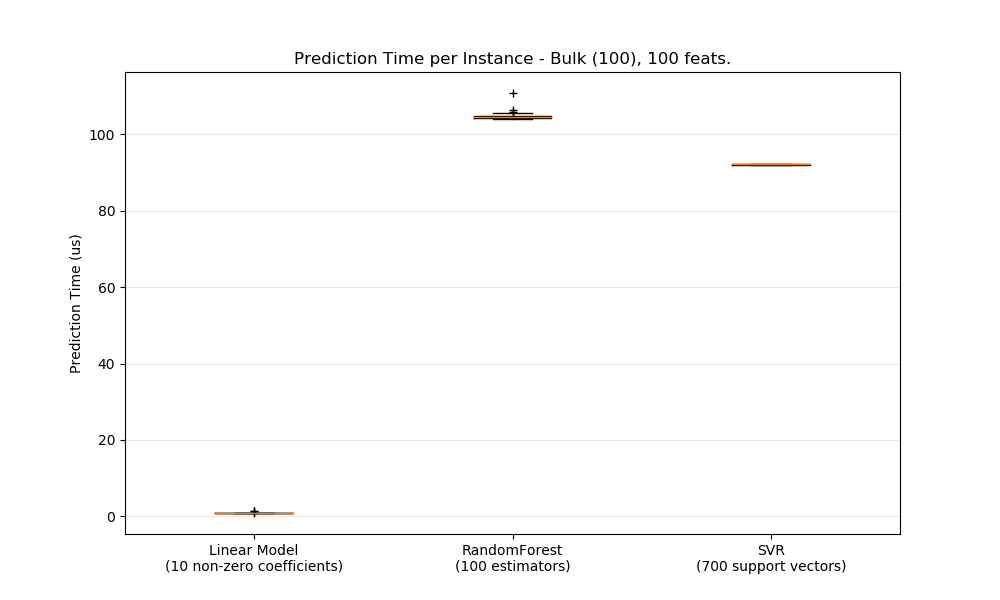 Prediction Time per Instance - Bulk (100), 100 feats.
Prediction Time (us)
100
80
60
40
20
0
Linear Model
(10 non-zero coefficients)
RandomForest
(100 estimators)
SVR
(700 support vectors)